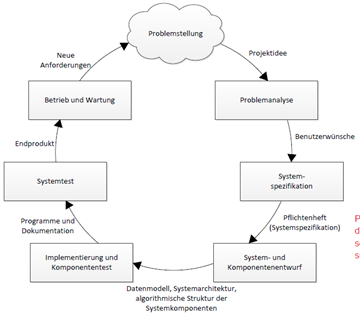 Problemstellung
Projektidee
Problemanalyse
Benutzerwünsche
System-
spezifikation
Pflichtenheft
(Systemspezifikation)
System- und
Komponentenentwurf
Datenmodell, Systemarchitektur,
algorithmische Struktur der
Systemkomponenten
Implementierung und
Komponententest
Programme und
Dokumentation
Systemtest
Endprodukt
Betrieb und Wartung
Neue
Anforderungen